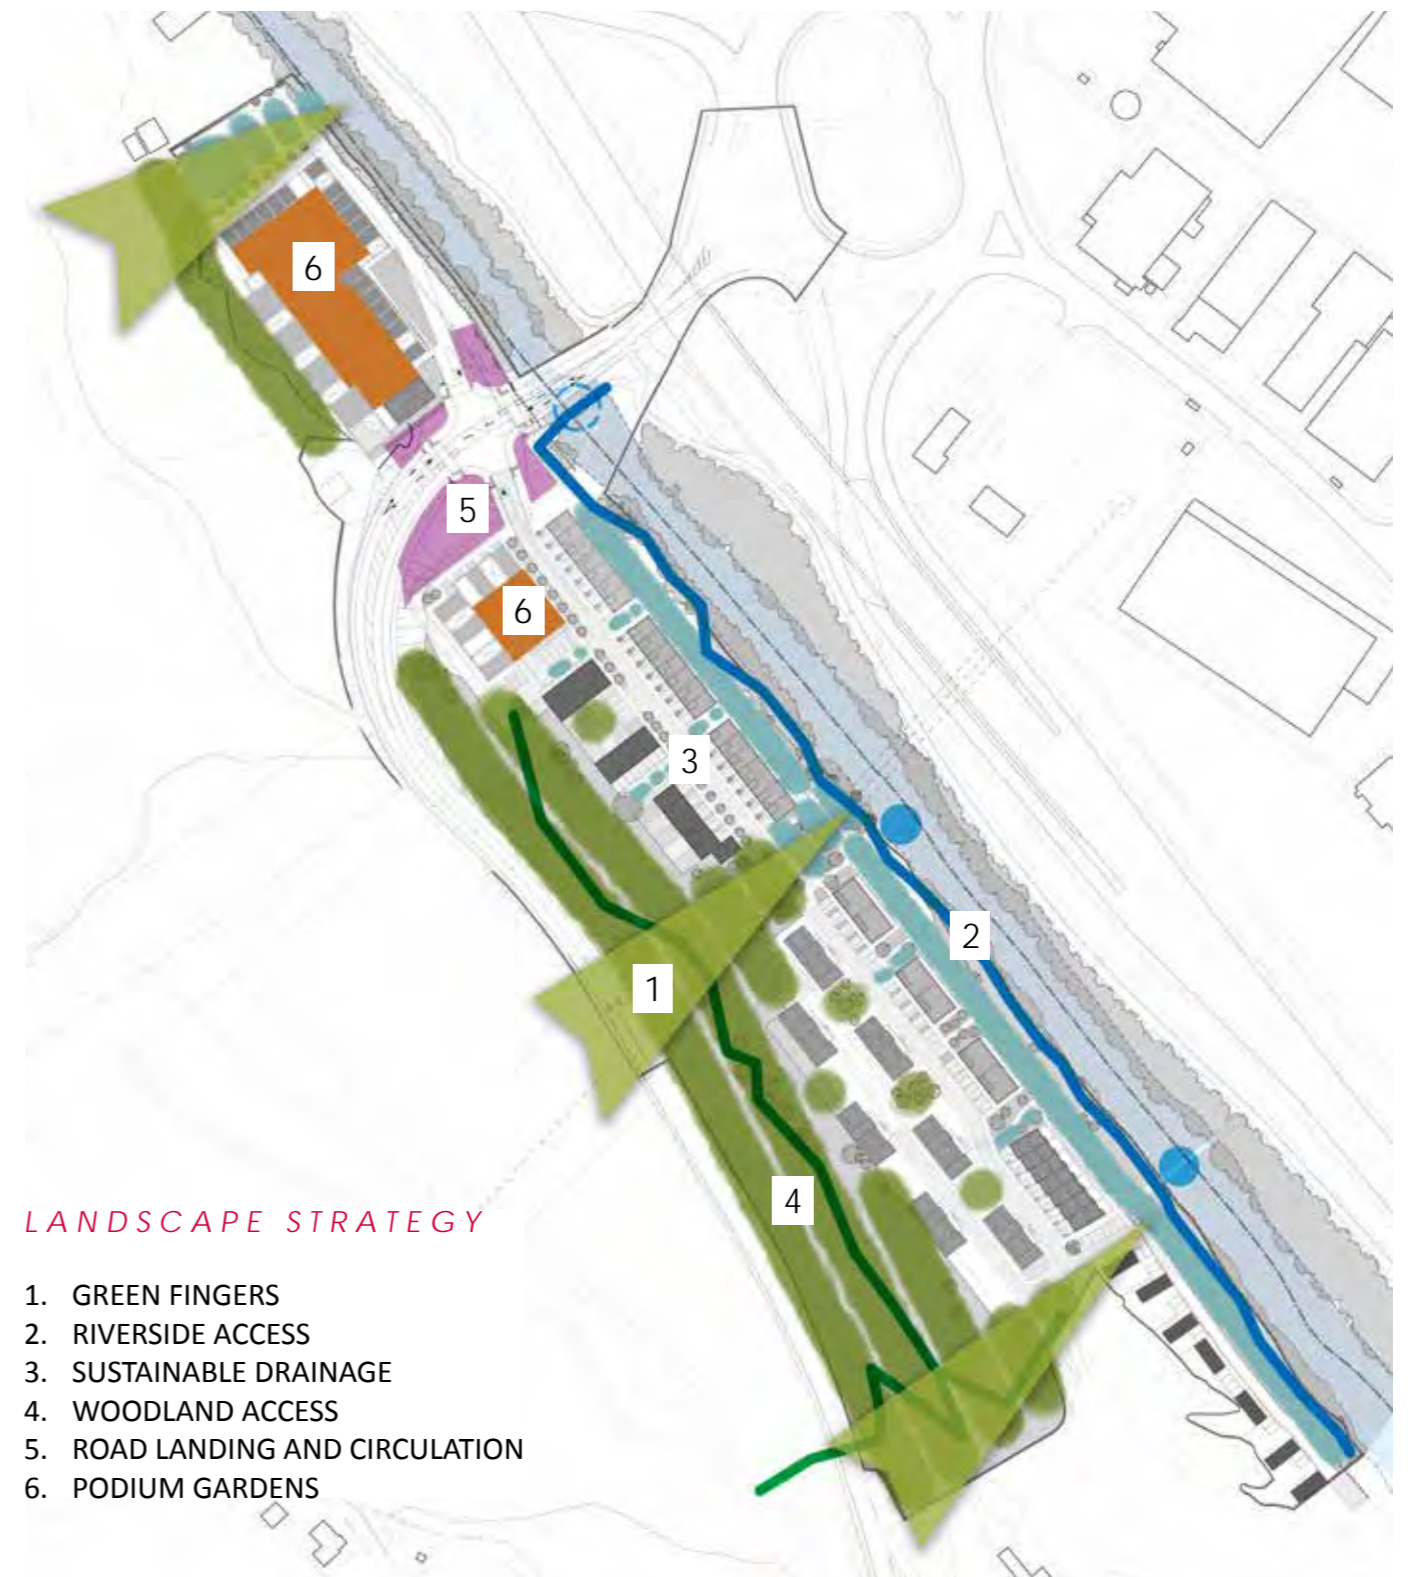 6
5
6
3
2
1
4
LANDSCAPE STRATEGY
1. GREEN FINGERS
2. RIVERSIDE ACCESS
3. SUSTAINABLE DRAINAGE
4. WOODLAND ACCESS
5. ROAD LANDING AND CIRCULATION
6. PODIUM GARDENS